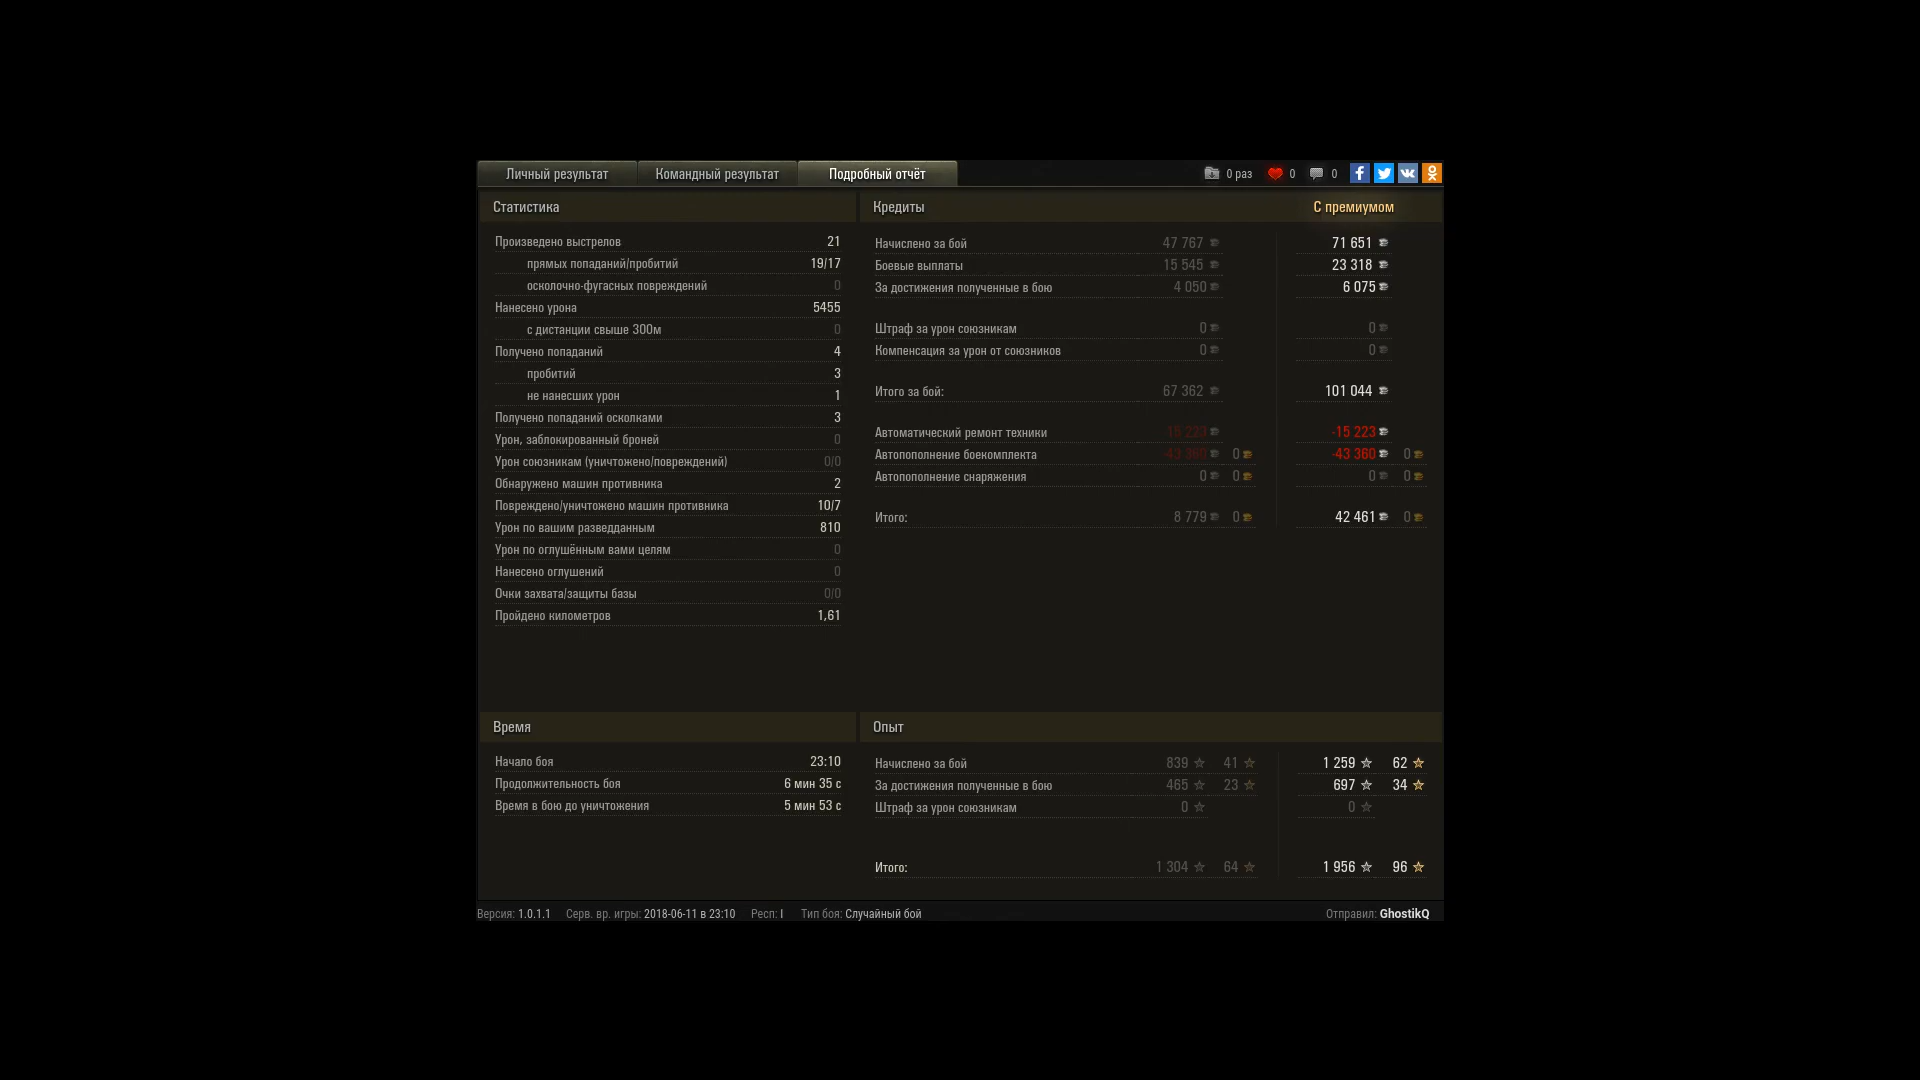 Личный результат Командный результат Подробный отчёт 0 раз 0 0
Статистика
Произведено выстрелов 21
прямых попаданий/пробитий 19/17
осколочно-фугасных повреждений 0
Нанесено урона 5455
с дистанции свыше 300м 0
Получено попаданий 4
пробитий 3
не нанесших урон 1
Получено попаданий осколками 3
Урон, заблокированный броней 0
Урон союзникам (уничтожено/повреждений) 0/0
Обнаружено машин противника 2
Повреждено/уничтожено машин противника 10/7
Урон по вашим разведданным 810
Урон по оглушённым вами целям 0
Нанесено оглушений 0
Очки захвата/защиты базы 0/0
Пройдено километров 1,61
Кредиты С премиумом
Начислено за бой 47 767 71 651
Боевые выплаты 15 545 23 318
За достижения полученные в бою 4 050 6 075
Штраф за урон союзникам 0 0
Компенсация за урон от союзников 0 0
Итого за бой: 67 362 101 044
Автоматический ремонт техники -15 223 -15 223
Автопополнение боекомплекта -43 360 0 -43 360 0
Автопополнение снаряжения 0 0 0 0
Итого: 8 779 0 42 461 0
Время
Начало боя 23:10
Продолжительность боя 6 мин 35 с
Время в бою до уничтожения 5 мин 53 с
Опыт
Начислено за бой 839 41 1 259 62
За достижения полученные в бою 465 23 697 34
Штраф за урон союзникам 0 0
Итого: 1 304 64 1 956 96
Версия: 1.0.1.1 Серв. вр. игры: 2018-06-11 в 23:10 Респ: I Тип боя: Случайный бой Отправил: GhostikQ